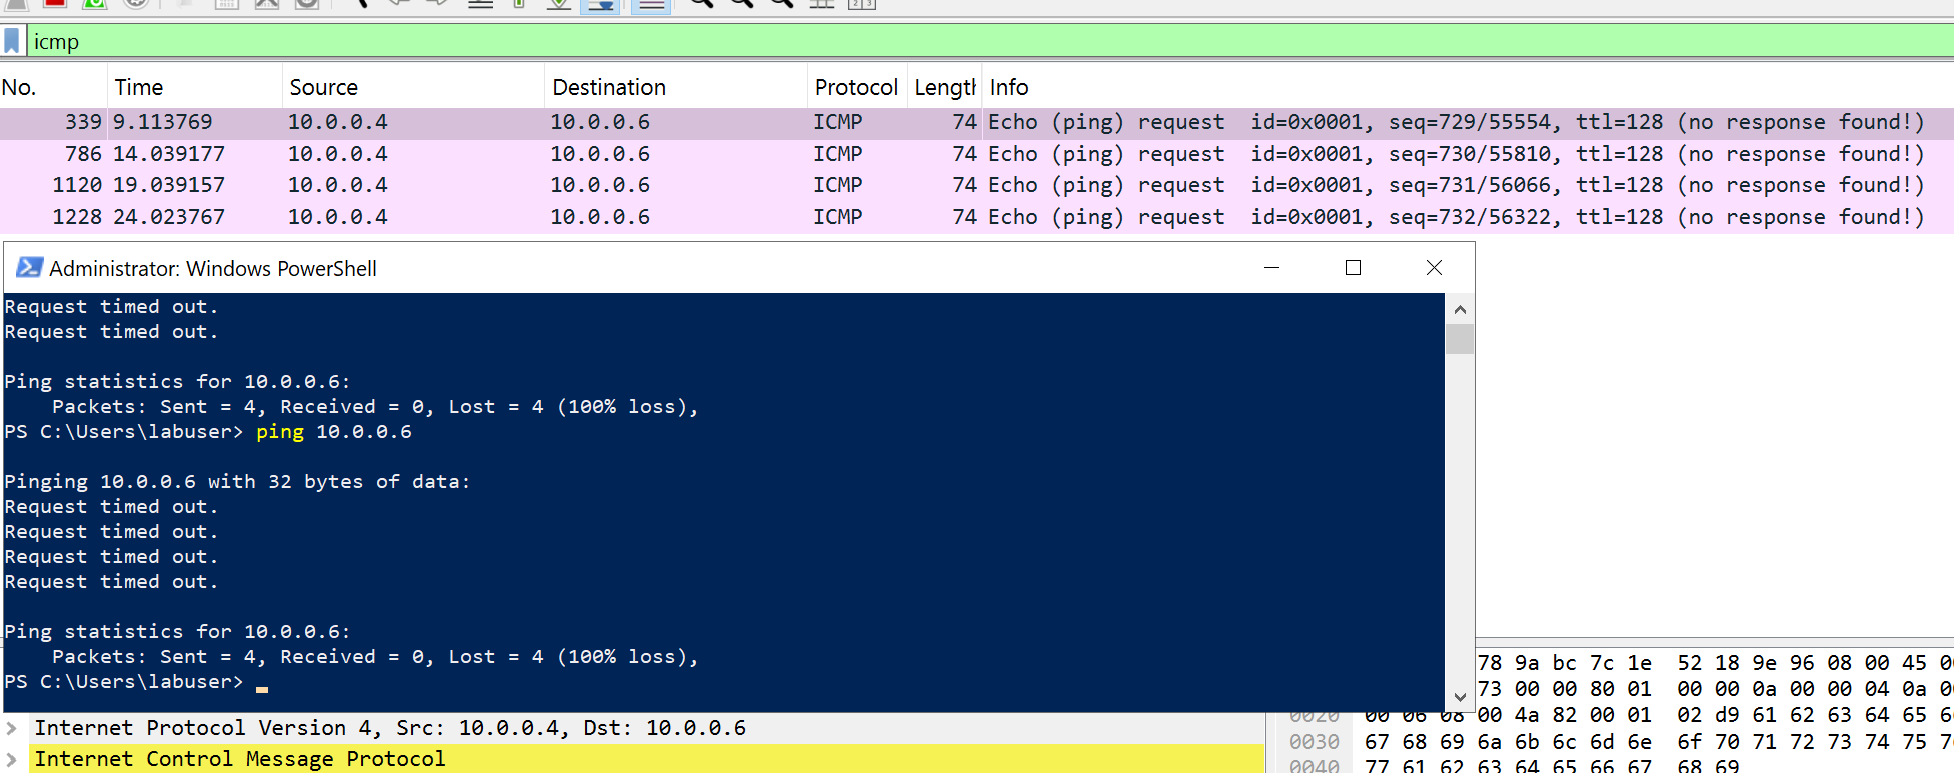 icmp
No. Time Source Destination Protocol Length Info
339 9.113769 10.0.0.4 10.0.0.6 ICMP 74 Echo (ping) request id=0x0001, seq=729/55554, ttl=128 (no response found!)
786 14.039177 10.0.0.4 10.0.0.6 ICMP 74 Echo (ping) request id=0x0001, seq=730/55810, ttl=128 (no response found!)
1120 19.039157 10.0.0.4 10.0.0.6 ICMP 74 Echo (ping) request id=0x0001, seq=731/56066, ttl=128 (no response found!)
1228 24.023767 10.0.0.4 10.0.0.6 ICMP 74 Echo (ping) request id=0x0001, seq=732/56322, ttl=128 (no response found!)
Administrator: Windows PowerShell
Request timed out.
Request timed out.
Ping statistics for 10.0.0.6:
Packets: Sent = 4, Received = 0, Lost = 4 (100% loss),
PS C:\Users\labuser> ping 10.0.0.6
Pinging 10.0.0.6 with 32 bytes of data:
Request timed out.
Request timed out.
Request timed out.
Request timed out.
Ping statistics for 10.0.0.6:
Packets: Sent = 4, Received = 0, Lost = 4 (100% loss),
PS C:\Users\labuser>
Internet Protocol Version 4, Src: 10.0.0.4, Dst: 10.0.0.6
Internet Control Message Protocol
78 9a bc 7c 1e 52 18 9e 96 08 00 45
73 00 00 80 01 00 00 0a 00 00 04 0a
0020 00 06 08 00 4a 82 00 01 02 d9 61 62 63 64 65
0030 67 68 69 6a 6b 6c 6d 6e 6f 70 71 72 73 74 75
0040 77 61 62 63 64 65 66 67 68 69